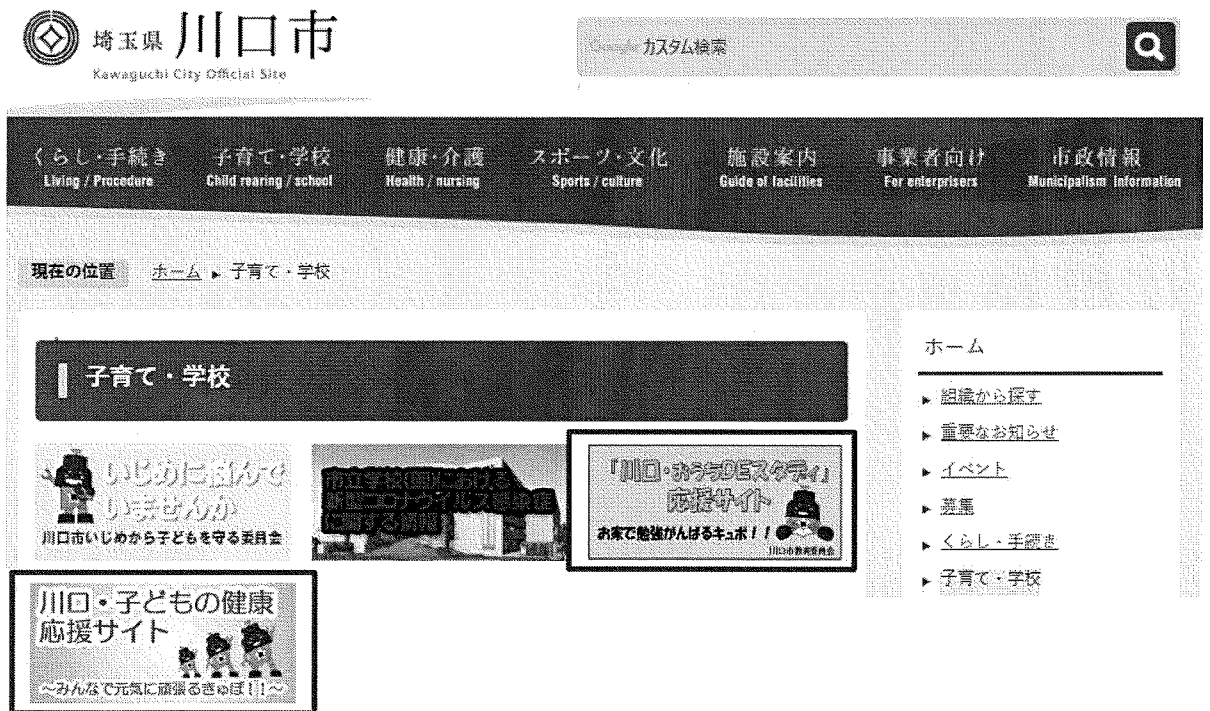 埼玉県 川口市
Kawaguchi City Official Site
カスタム検索
くらし・手続き
Living / Procedure
子育て・学校
Child rearing / school
健康・介護
Health / nursing
スポーツ・文化
Sports / culture
施設案内
Guide of facilities
事業者向け
For enterprisers
市政情報
Municipalism information
現在の位置 ホーム ▶ 子育て・学校
子育て・学校
いじめに悩んで
いませんか
川口市いじめから子どもを守る委員会
市立学校(園)における
新型コロナウイルス感染症
に関する情報
「川口・おうちDEスタディ」
応援サイト
お家で勉強がんばるキュポ!!
川口市教育委員会
川口・子どもの健康
応援サイト
~みんなで元気に頑張るきゅぽ!!~
ホーム
▶ 組織から探す
▶ 重要なお知らせ
▶ イベント
▶ 募集
▶ くらし・手続き
▶ 子育て・学校